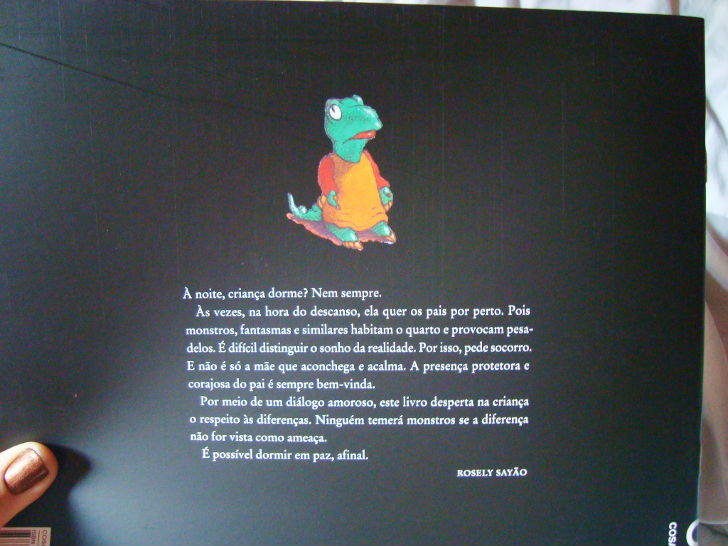 À noite, criança dorme? Nem sempre.
Às vezes, na hora do descanso, ela quer os pais por perto. Pois
monstros, fantasmas e similares habitam o quarto e provocam pesa-
delos. É difícil distinguir o sonho da realidade. Por isso, pede socorro.
E não é só a mãe que aconchega e acalma. A presença protetora e
corajosa do pai é sempre bem-vinda.
Por meio de um diálogo amoroso, este livro desperta na criança
o respeito às diferenças. Ninguém temerá monstros se a diferença
não for vista como ameaça.
É possível dormir em paz, afinal.
ROSELY SAYÃO